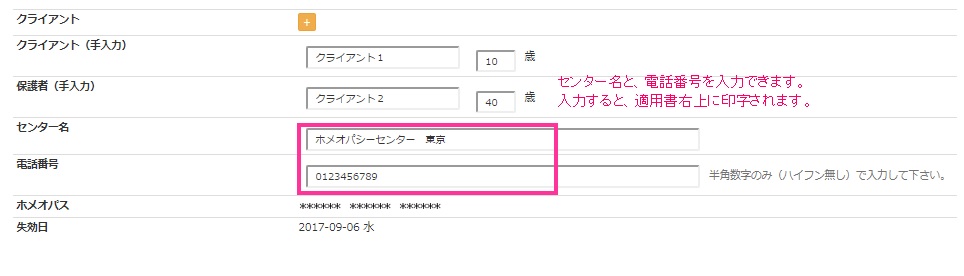 クライアント +
クライアント（手入力） クライアント１ 10 歳
保護者（手入力） クライアント２ 40 歳
センター名と、電話番号を入力できます。
入力すると、適用書右上に印字されます。
センター名 ホメオパシーセンター　東京
電話番号 0123456789 半角数字のみ（ハイフン無し）で入力して下さい。
ホメオパス ****** ****** ******
失効日 2017-09-06 水